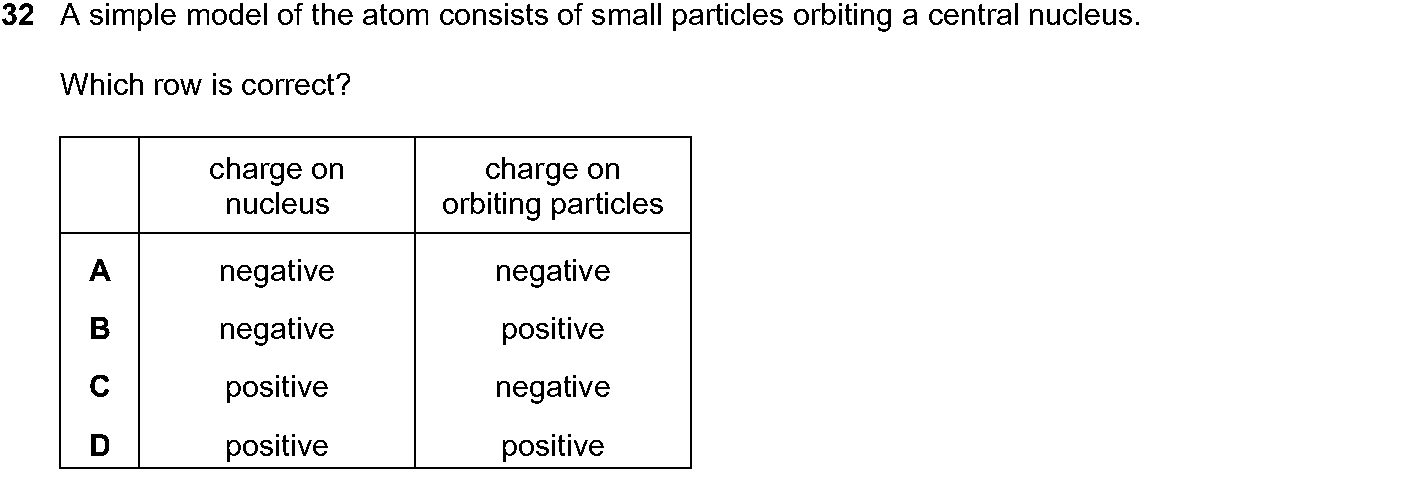 32 A simple model of the atom consists of small particles orbiting a central nucleus.
Which row is correct?
charge on nucleus charge on orbiting particles
A negative negative
B negative positive
C positive negative
D positive positive